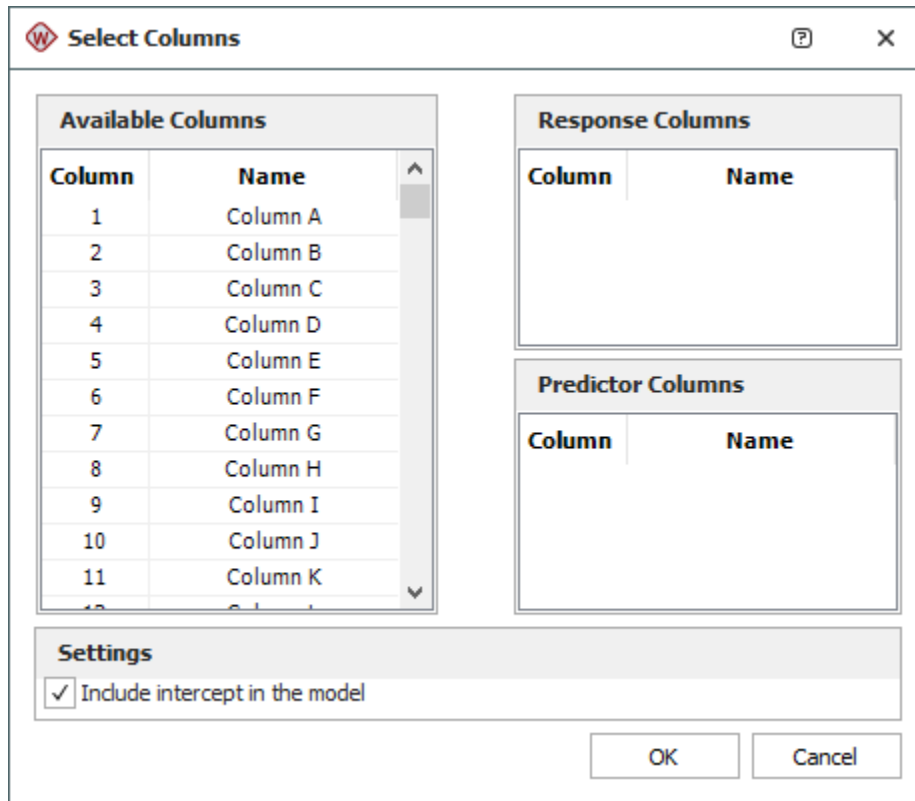 W Select Columns ?
Available Columns
Column Name
1 Column A
2 Column B
3 Column C
4 Column D
5 Column E
6 Column F
7 Column G
8 Column H
9 Column I
10 Column J
11 Column K
Response Columns
Column Name
Predictor Columns
Column Name
Settings
Include intercept in the model
OK Cancel